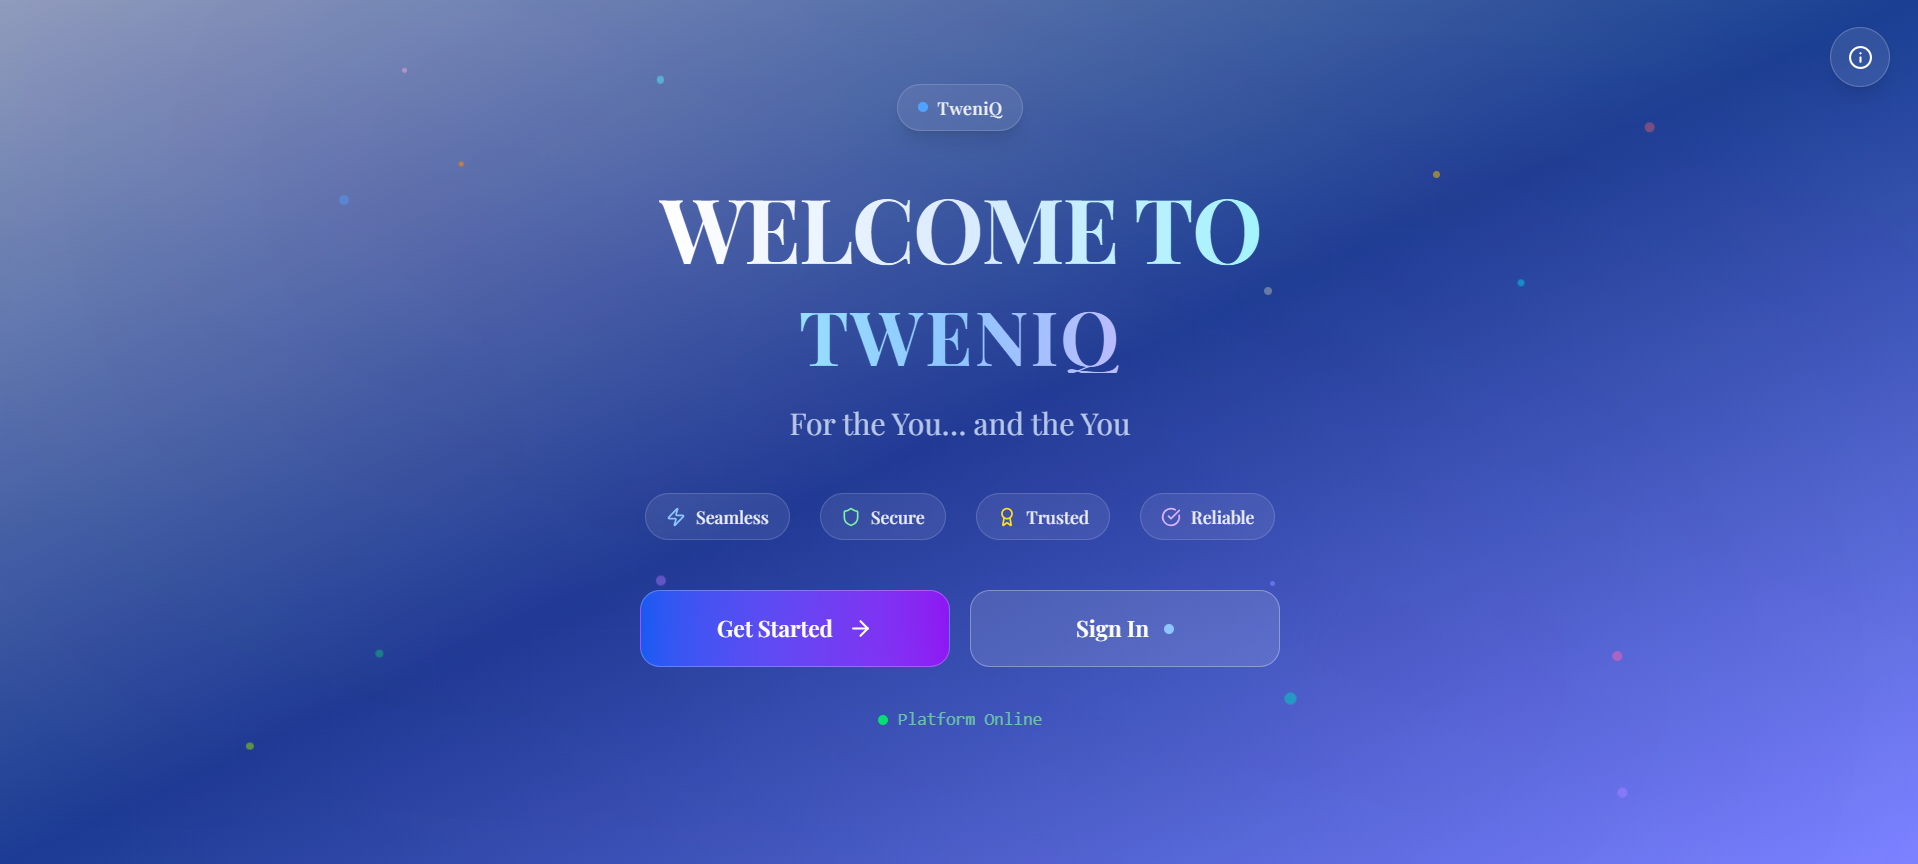 TweniQ
WELCOME TO
TWENIQ
For the You... and the You
Seamless Secure Trusted Reliable
Get Started Sign In
Platform Online